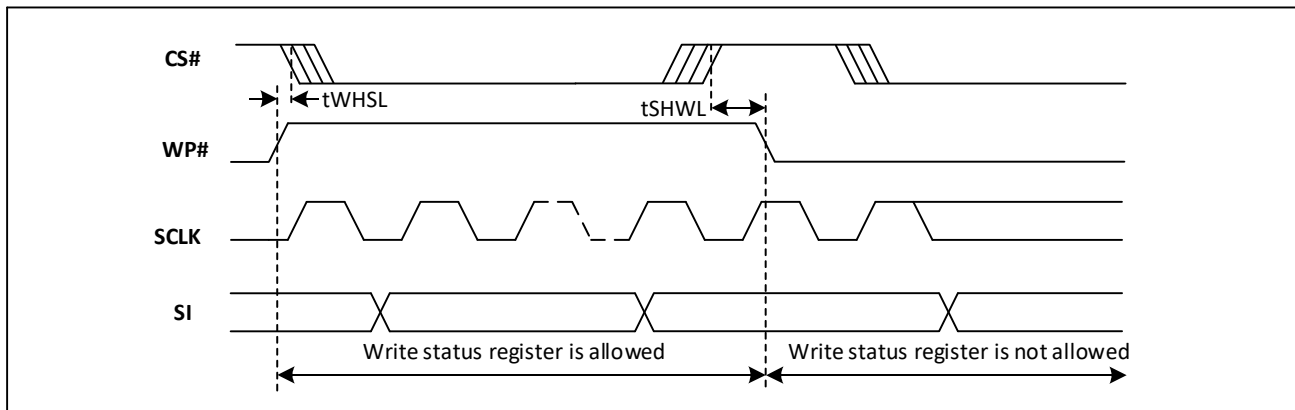 CS#
tWHSL
tSHWL
WP#
SCLK
SI
Write status register is allowed
Write status register is not allowed